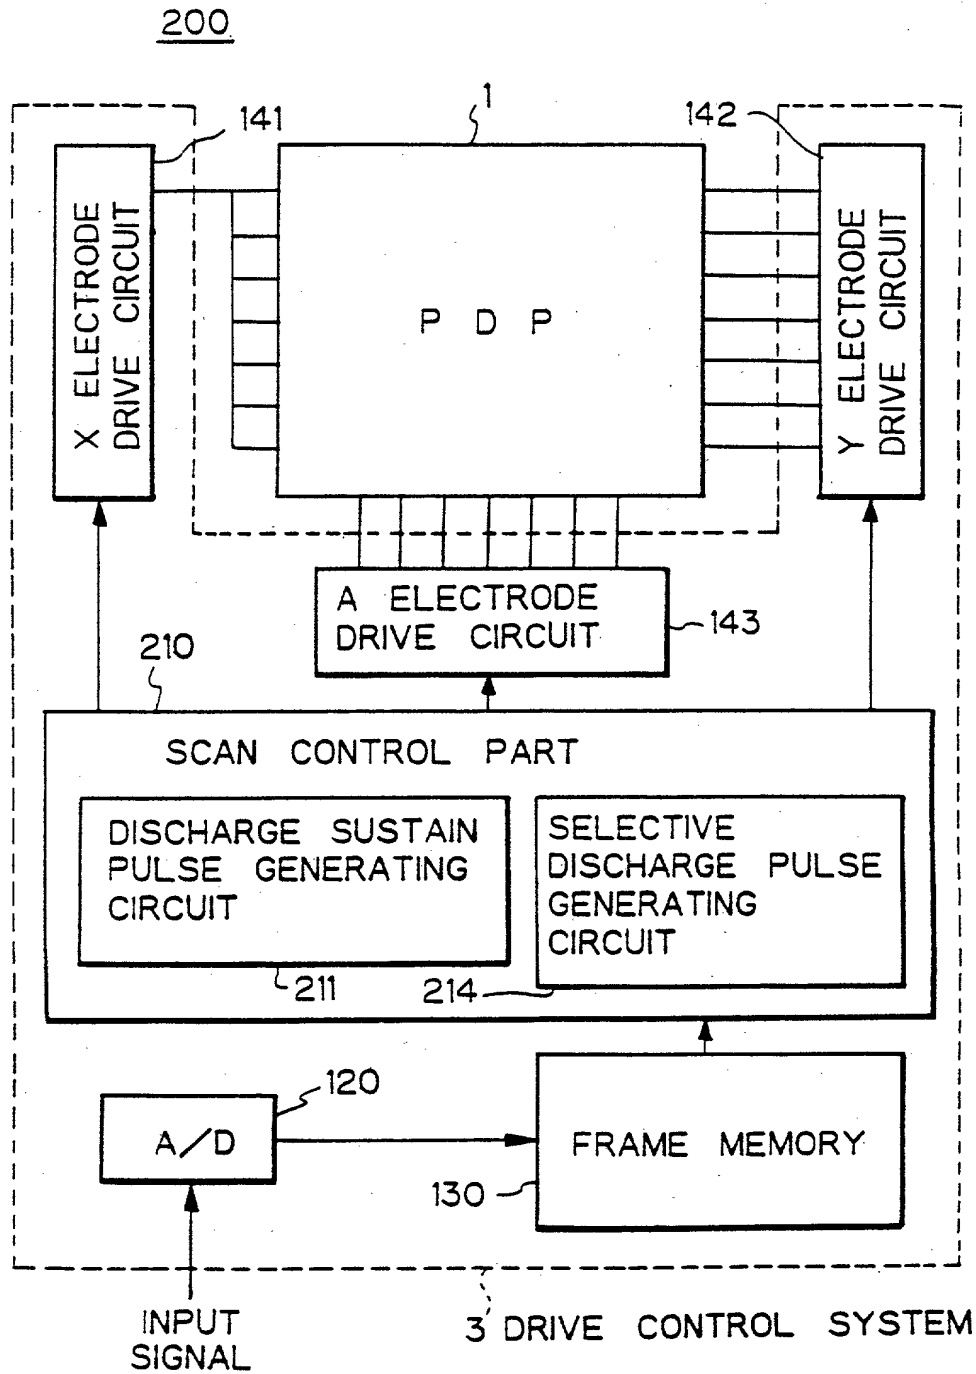 200
141
1
142
X ELECTRODE
DRIVE CIRCUIT
P D P
Y ELECTRODE
DRIVE CIRCUIT
A ELECTRODE
DRIVE CIRCUIT
143
210
SCAN CONTROL PART
DISCHARGE SUSTAIN
PULSE GENERATING
CIRCUIT
211
SELECTIVE
DISCHARGE PULSE
GENERATING
CIRCUIT
214
120
A/D
FRAME MEMORY
130
INPUT
SIGNAL
3 DRIVE CONTROL SYSTEM